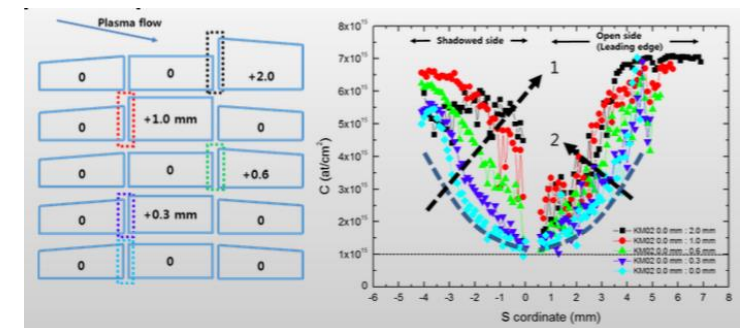 Plasma flow
0
0
+2.0
0
+1.0 mm
0
0
0
+0.6
0
+0.3 mm
0
0
0
0
8x10¹⁵
7x10¹⁵
6x10¹⁵
5x10¹⁵
4x10¹⁵
3x10¹⁵
2x10¹⁵
1x10¹⁵
0
C (at/cm²)
Shadowed side
Open side
(Leading edge)
1
2
KM02 0.0 mm : 2.0 mm
KM02 0.0 mm : 1.0 mm
KM02 0.0 mm : 0.6 mm
KM02 0.0 mm : 0.3 mm
KM02 0.0 mm : 0.0 mm
-6 -5 -4 -3 -2 -1 0 1 2 3 4 5 6 7 8
S cordinate (mm)